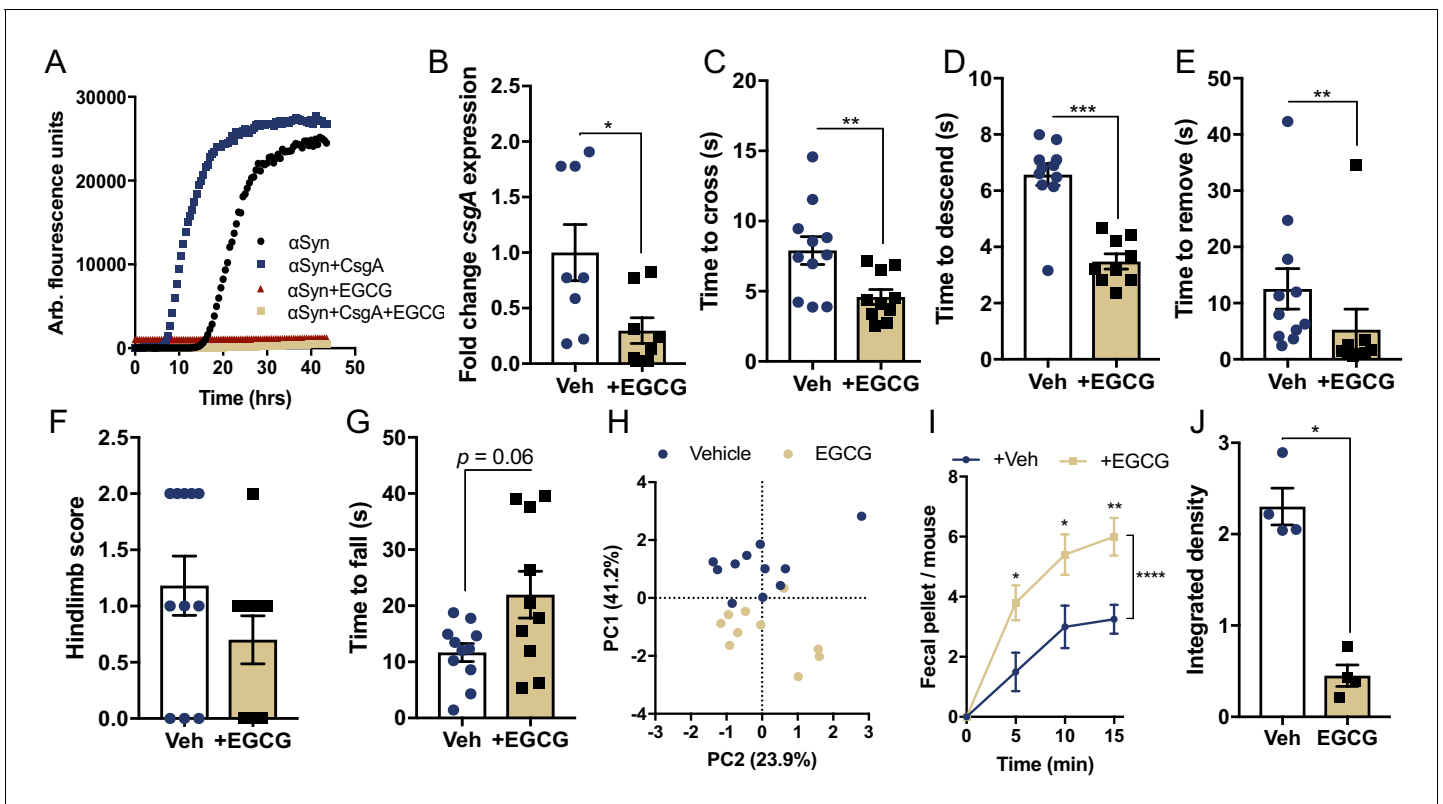 A
Arb. flourescence units
30000
20000
10000
0
αSyn
αSyn+CsgA
αSyn+EGCG
αSyn+CsgA+EGCG
0 10 20 30 40 50
Time (hrs)
B
Fold change csgA expression
2.5
2.0
1.5
1.0
0.5
0.0
*
Veh +EGCG
C
Time to cross (s)
20
15
10
5
0
**
Veh +EGCG
D
Time to descend (s)
10
8
6
4
2
0
***
Veh +EGCG
E
Time to remove (s)
50
40
30
20
10
0
**
Veh +EGCG
F
Hindlimb score
2.5
2.0
1.5
1.0
0.5
0.0
Veh +EGCG
G
Time to fall (s)
50
40
30
20
10
0
p = 0.06
Veh +EGCG
H
Vehicle EGCG
PC1 (41.2%)
4
2
0
-2
-4
-3 -2 -1 0 1 2 3
PC2 (23.9%)
I
+Veh +EGCG
Fecal pellet / mouse
8
6
4
2
0
*
*
**
****
0 5 10 15
Time (min)
J
Integrated density
3
2
1
0
*
Veh EGCG